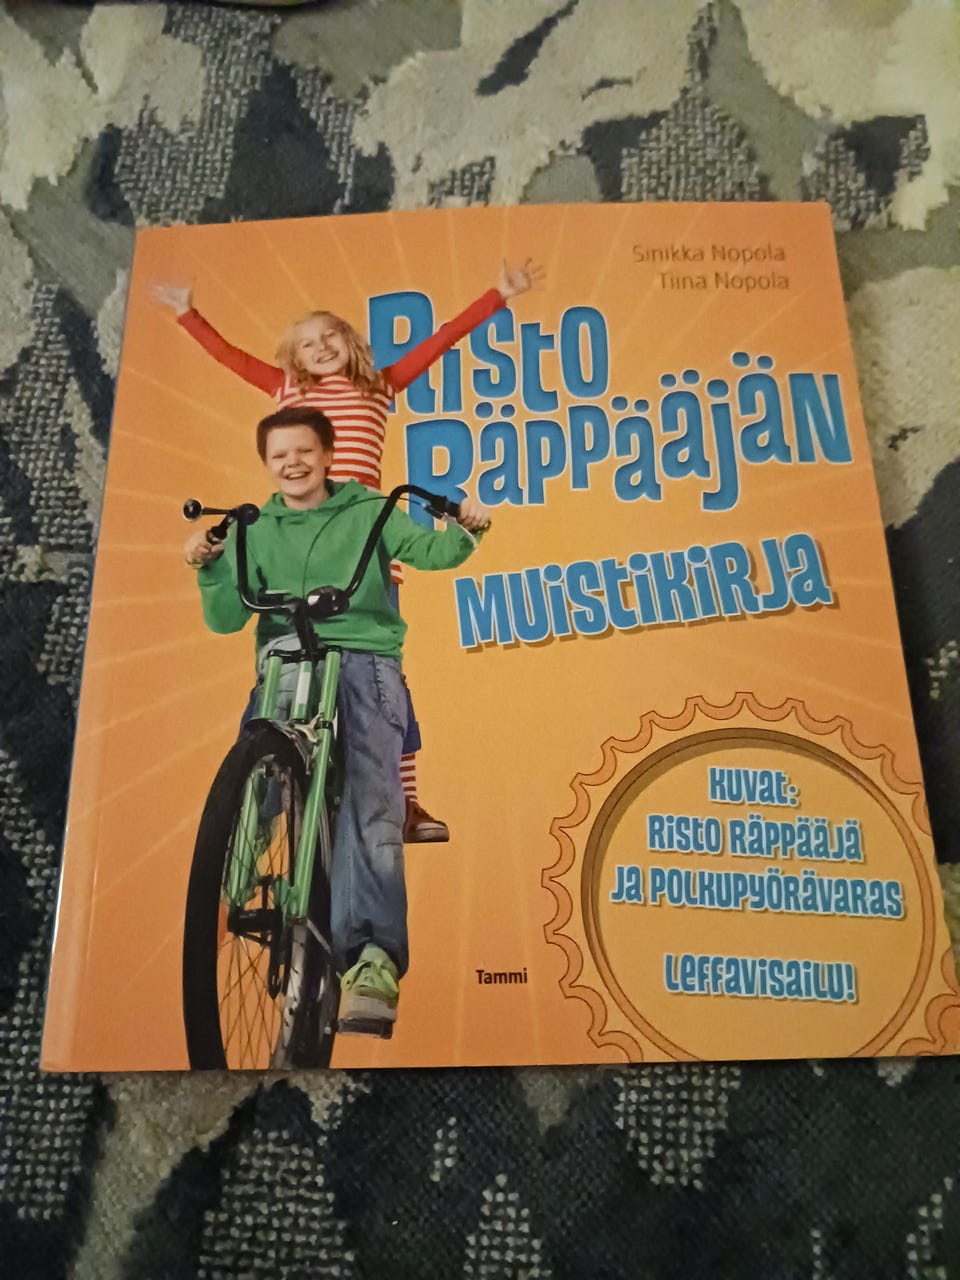 Sinikka Nopola
Tiina Nopola
Risto
Räppääjän
Muistikirja
Kuvat:
Risto Räppääjä
ja polkupyörävaras
Leffavisailu!
Tammi